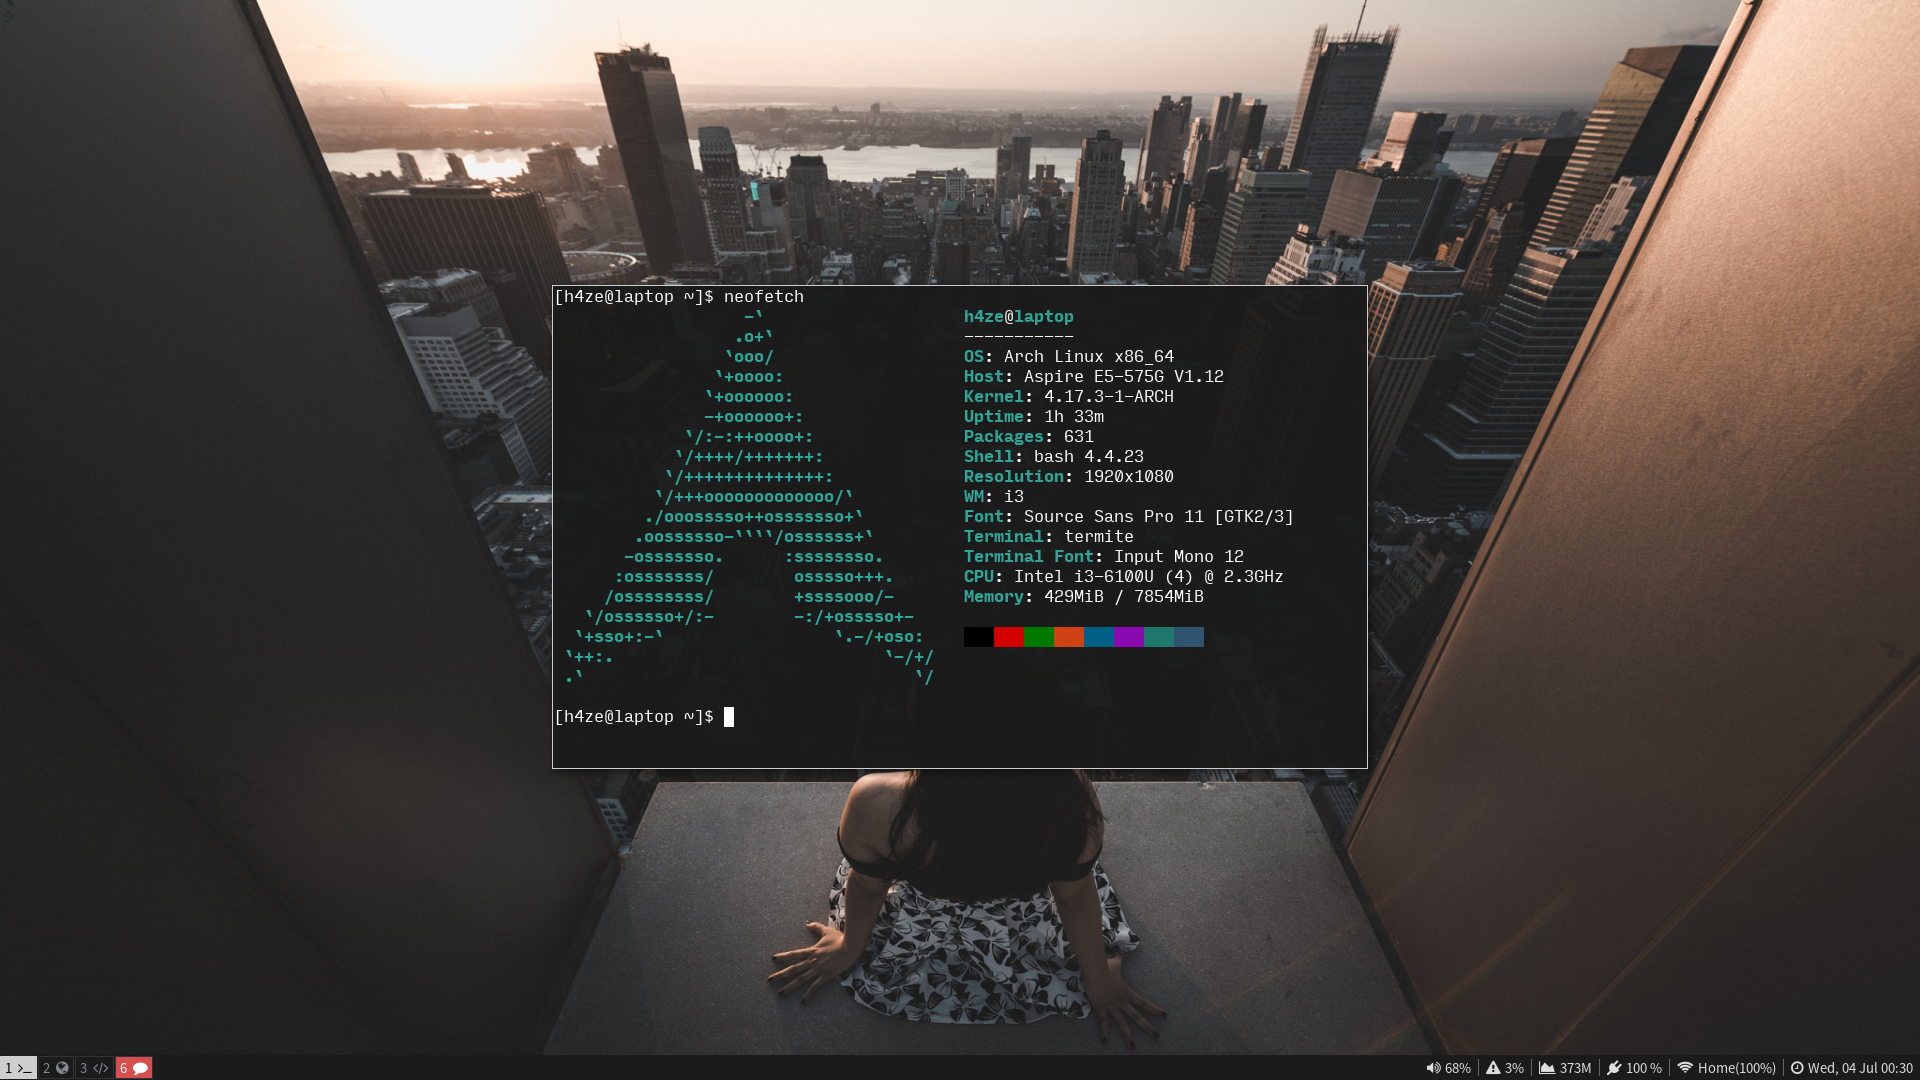 [h4ze@laptop ~]$ neofetch
-`
.o+`
`ooo/
`+oooo:
`+oooooo:
-+oooooo+:
`/:-:++oooo+:
`/++++/+++++++:
`/++++++++++++++:
`/+++ooooooooooooo/`
./ooosssso++osssssso+`
.oossssso-````/ossssss+`
-osssssso.      :ssssssso.
:osssssss/        osssso+++.
/ossssssss/        +ssssooo/-
`/ossssso+/:-        -:/+osssso+-
`+sso+:-`                 `.-/+oso:
`++:.                           `-/+/
.`                                 `/
h4ze@laptop
-----------
OS: Arch Linux x86_64
Host: Aspire E5-575G V1.12
Kernel: 4.17.3-1-ARCH
Uptime: 1h 33m
Packages: 631
Shell: bash 4.4.23
Resolution: 1920x1080
WM: i3
Font: Source Sans Pro 11 [GTK2/3]
Terminal: termite
Terminal Font: Input Mono 12
CPU: Intel i3-6100U (4) @ 2.3GHz
Memory: 429MiB / 7854MiB
[h4ze@laptop ~]$
1 2 3 6 68% 3% 373M 100 % Home(100%) Wed, 04 Jul 00:30